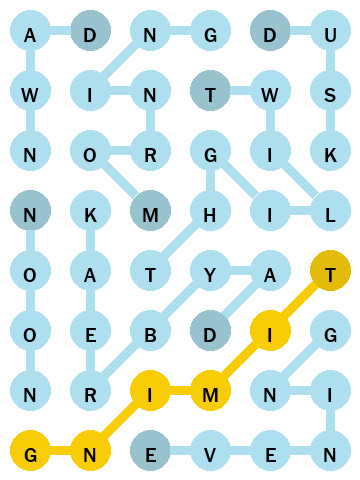 A D N G D U
W I N T W S
N O R G I K
N K M H I L
O A T Y A T
O E B D I G
N R I M N I
G N E V E N